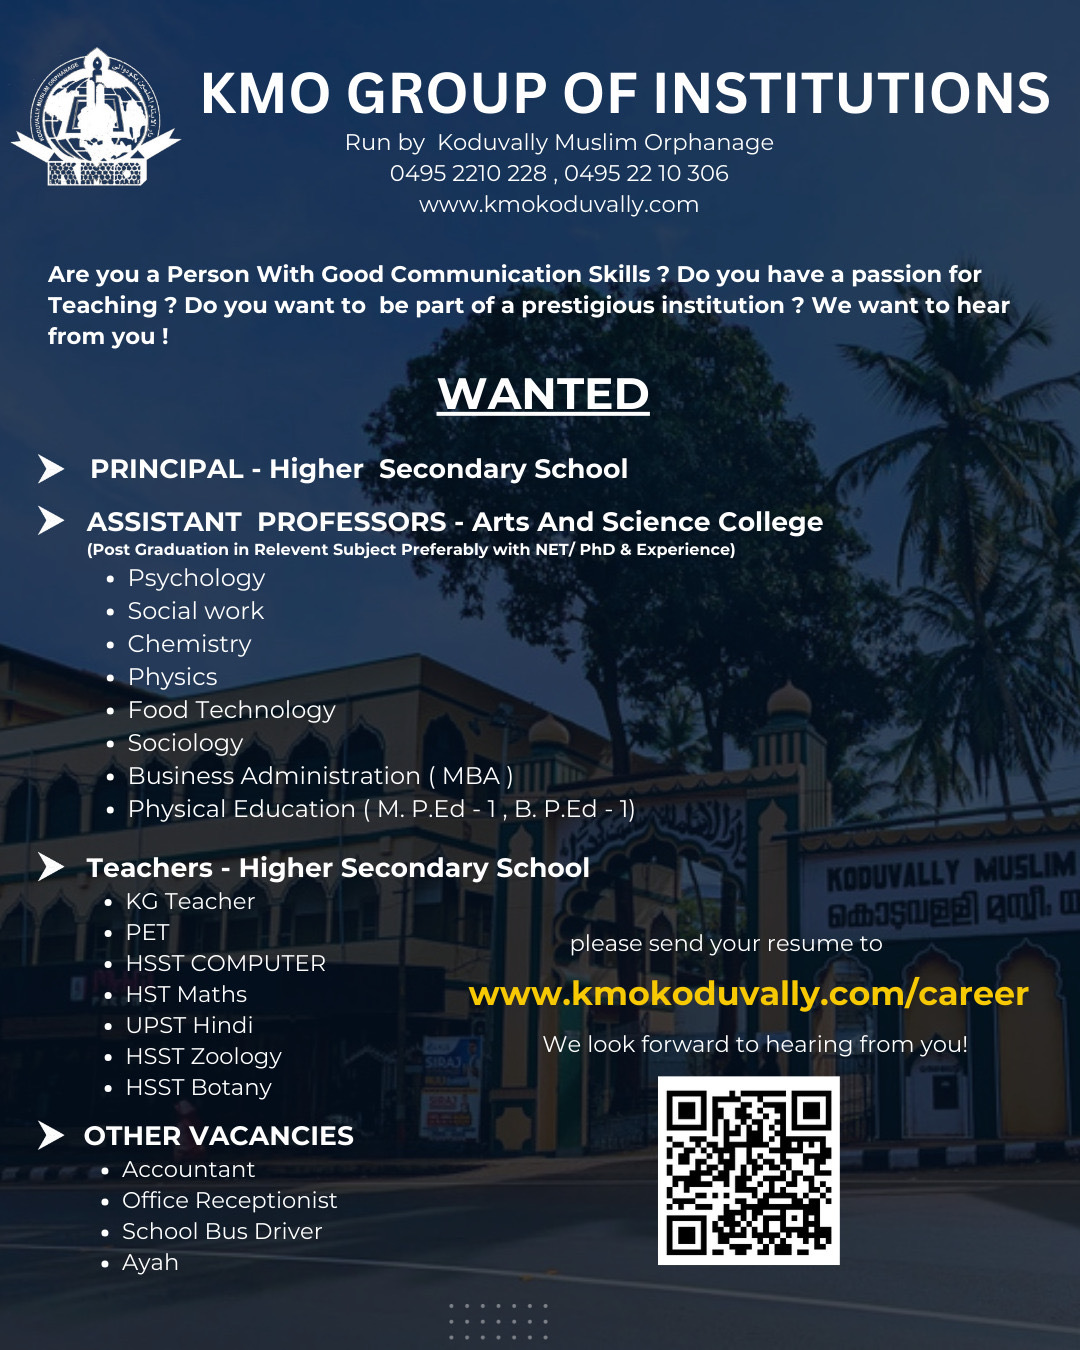 KODUVALLY MUSLIM ORPHANAGE
KMO GROUP OF INSTITUTIONS
Run by Koduvally Muslim Orphanage
0495 2210 228 , 0495 22 10 306
www.kmokoduvally.com
Are you a Person With Good Communication Skills ? Do you have a passion for
Teaching ? Do you want to be part of a prestigious institution ? We want to hear
from you !
WANTED
PRINCIPAL - Higher Secondary School
ASSISTANT PROFESSORS - Arts And Science College
(Post Graduation in Relevent Subject Preferably with NET/ PhD & Experience)
• Psychology
• Social work
• Chemistry
• Physics
• Food Technology
• Sociology
• Business Administration ( MBA )
• Physical Education ( M. P.Ed - 1 , B. P.Ed - 1)
Teachers - Higher Secondary School
• KG Teacher
• PET
• HSST COMPUTER
• HST Maths
• UPST Hindi
• HSST Zoology
• HSST Botany
KODUVALLY MUSLIM
കൊടുവള്ളി മുസ്ലിം
please send your resume to
www.kmokoduvally.com/career
We look forward to hearing from you!
SIRAJ
OTHER VACANCIES
• Accountant
• Office Receptionist
• School Bus Driver
• Ayah